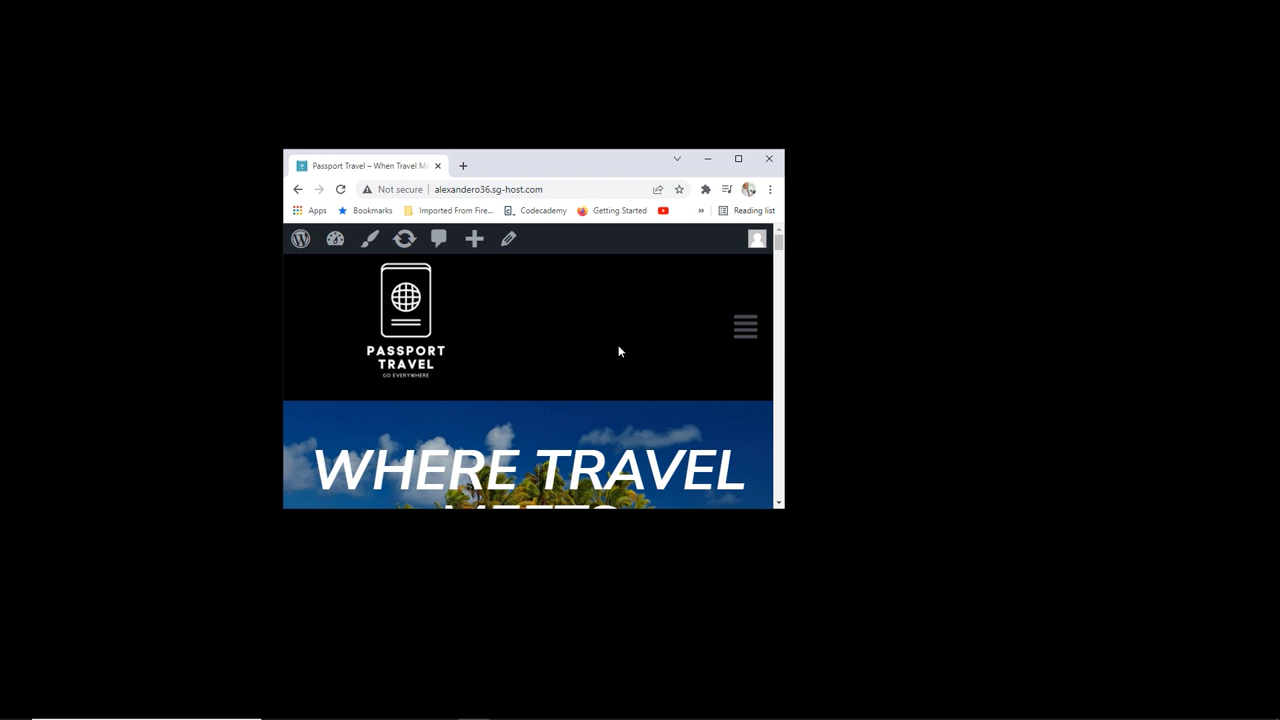 Passport Travel – When Travel Me
Not secure
alexandero36.sg-host.com
Apps
Bookmarks
Imported From Fire...
Codecademy
Getting Started
»
Reading list
PASSPORT
TRAVEL
GO EVERYWHERE
WHERE TRAVEL